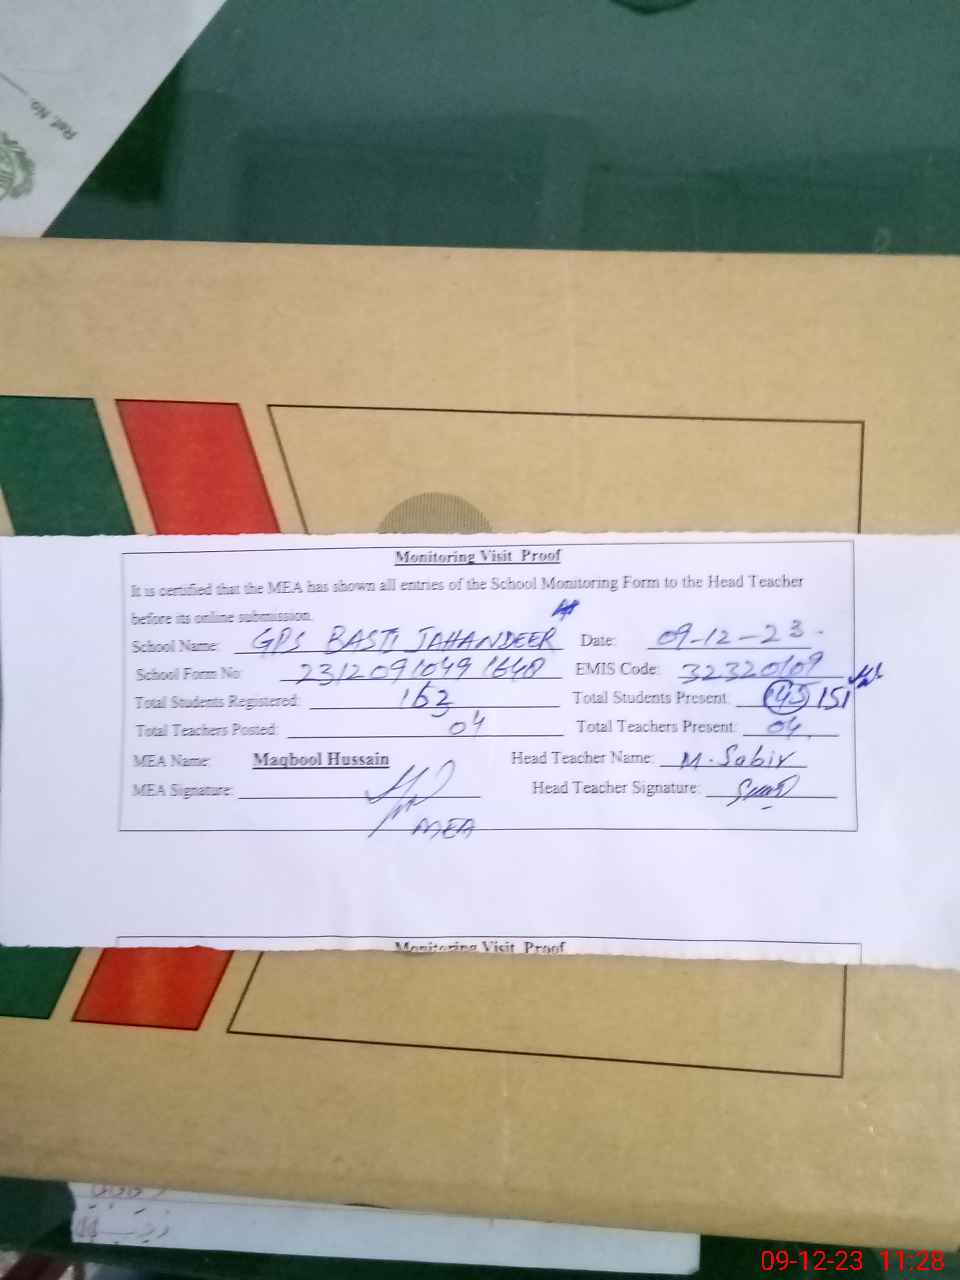 Ref. No.
Monitoring Visit Proof
It is certified that the MEA has shown all entries of the School Monitoring Form to the Head Teacher
before its online submission.
School Name: GPS BASTI JAHANDEER Date: 09-12-23.
School Form No: 2312091049 1648 EMIS Code: 32320109
Total Students Registered: 162 Total Students Present: 145 151
Total Teachers Posted: 04 Total Teachers Present: 04
MEA Name: Maqbool Hussain Head Teacher Name: M. Sabir
MEA Signature: Head Teacher Signature:
MEA
Monitoring Visit Proof
09-12-23 11:28